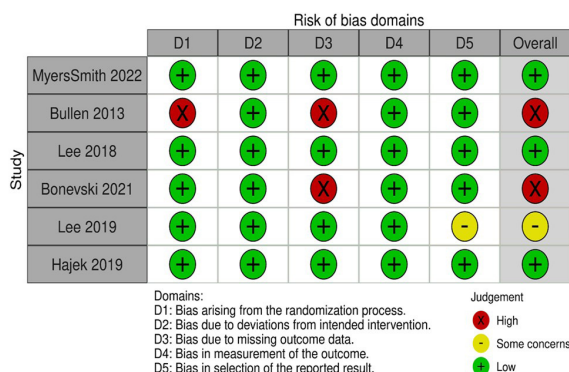 Risk of bias domains
D1 D2 D3 D4 D5 Overall
Study
MyersSmith 2022 + + + + + +
Bullen 2013 X + X + + X
Lee 2018 + + + + + +
Bonevski 2021 + + X + + X
Lee 2019 + + + + - -
Hajek 2019 + + + + + +
Domains:
D1: Bias arising from the randomization process.
D2: Bias due to deviations from intended intervention.
D3: Bias due to missing outcome data.
D4: Bias in measurement of the outcome.
D5: Bias in selection of the reported result.
Judgement
X High
- Some concerns
+ Low